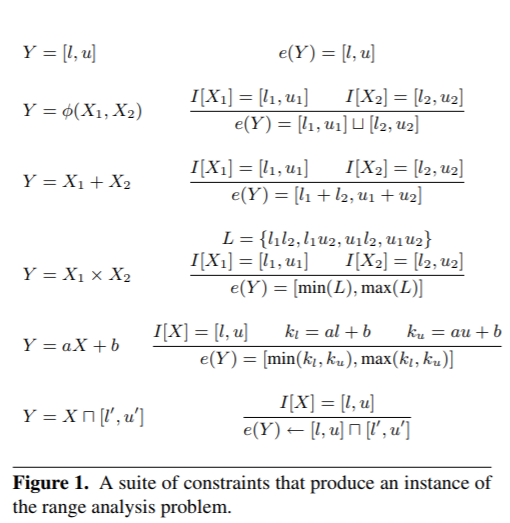 Y = [l, u]    e(Y) = [l, u]
Y = ϕ(X₁, X₂)    I[X₁] = [l₁, u₁]    I[X₂] = [l₂, u₂]
e(Y) = [l₁, u₁] ⊔ [l₂, u₂]
Y = X₁ + X₂    I[X₁] = [l₁, u₁]    I[X₂] = [l₂, u₂]
e(Y) = [l₁ + l₂, u₁ + u₂]
L = {l₁l₂, l₁u₂, u₁l₂, u₁u₂}
Y = X₁ × X₂    I[X₁] = [l₁, u₁]    I[X₂] = [l₂, u₂]
e(Y) = [min(L), max(L)]
Y = aX + b    I[X] = [l, u]    kₗ = al + b    kᵤ = au + b
e(Y) = [min(kₗ, kᵤ), max(kₗ, kᵤ)]
Y = X ⊓ [l′, u′]    I[X] = [l, u]
e(Y) ← [l, u] ⊓ [l′, u′]
Figure 1. A suite of constraints that produce an instance of
the range analysis problem.